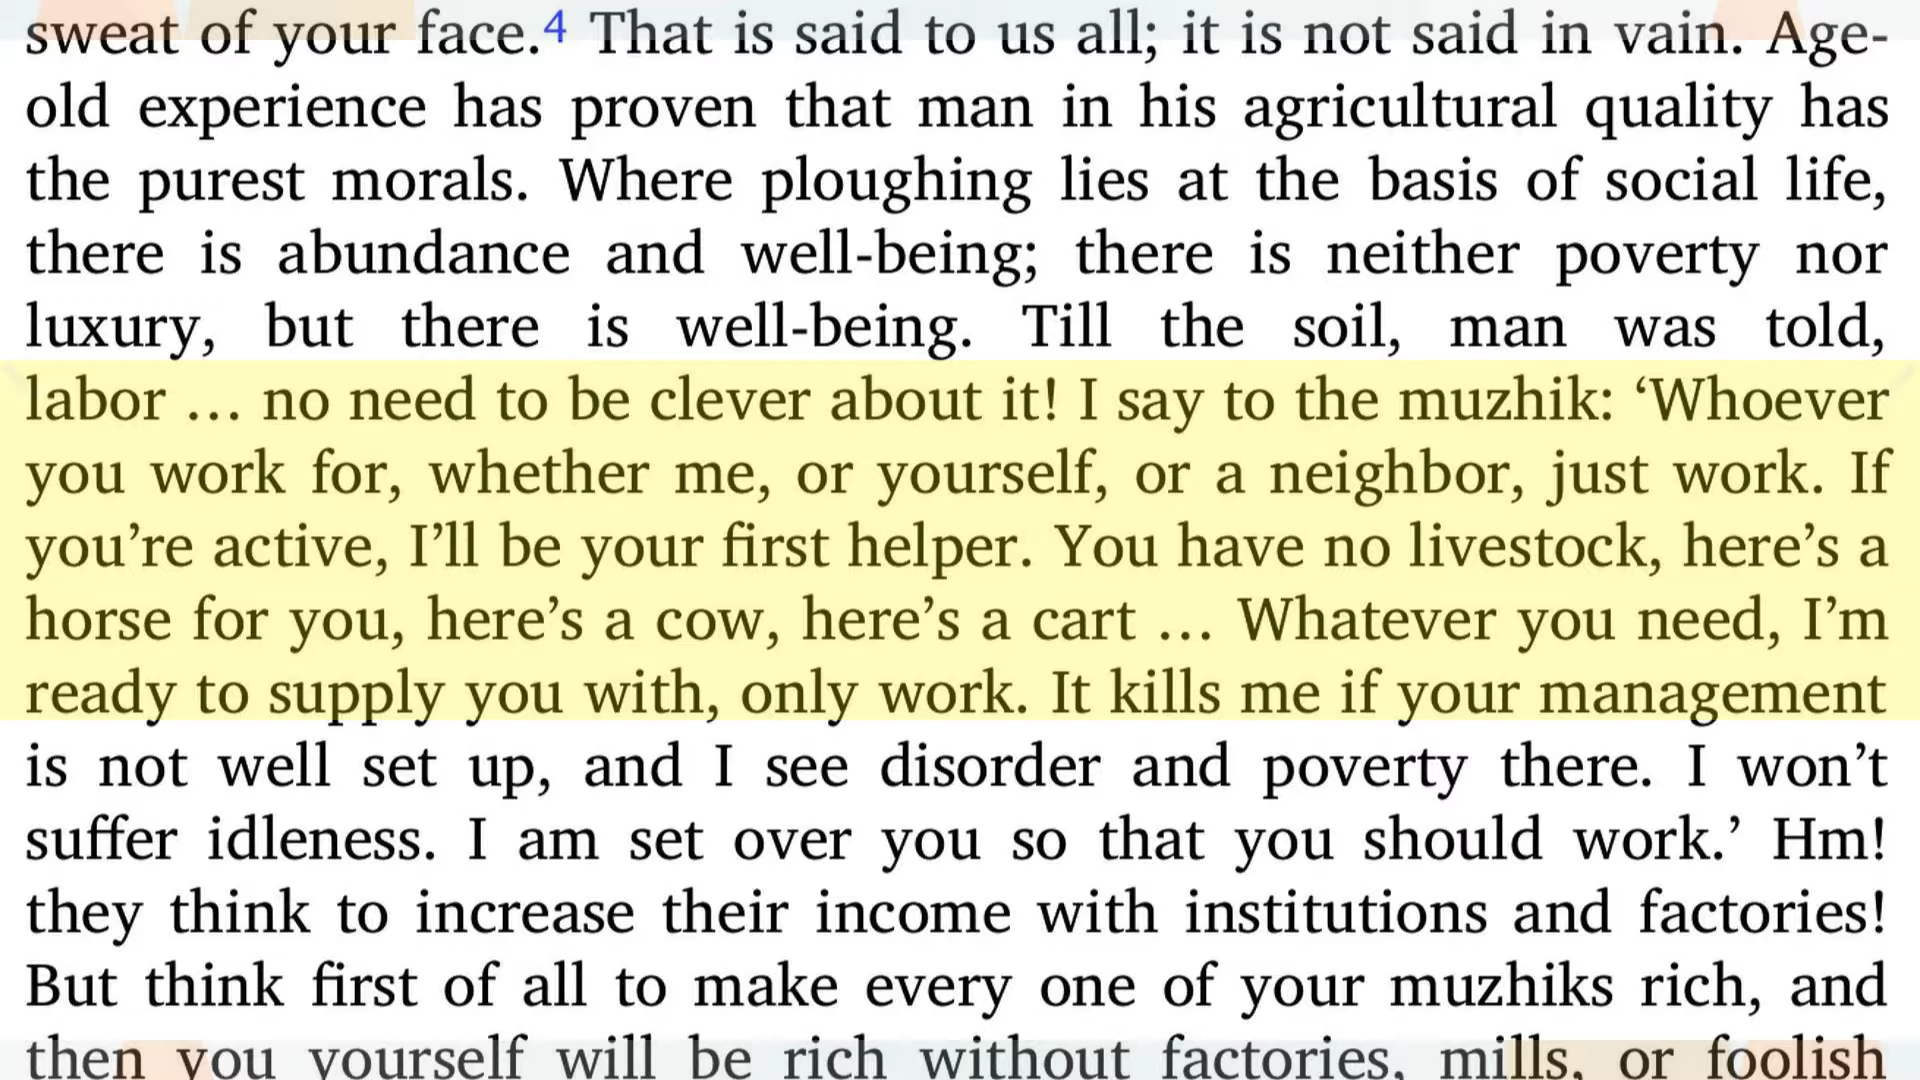 sweat of your face.4 That is said to us all; it is not said in vain. Age-
old experience has proven that man in his agricultural quality has
the purest morals. Where ploughing lies at the basis of social life,
there is abundance and well-being; there is neither poverty nor
luxury, but there is well-being. Till the soil, man was told,
labor … no need to be clever about it! I say to the muzhik: ‘Whoever
you work for, whether me, or yourself, or a neighbor, just work. If
you’re active, I’ll be your first helper. You have no livestock, here’s a
horse for you, here’s a cow, here’s a cart … Whatever you need, I’m
ready to supply you with, only work. It kills me if your management
is not well set up, and I see disorder and poverty there. I won’t
suffer idleness. I am set over you so that you should work.’ Hm!
they think to increase their income with institutions and factories!
But think first of all to make every one of your muzhiks rich, and
then you yourself will be rich without factories, mills, or foolish